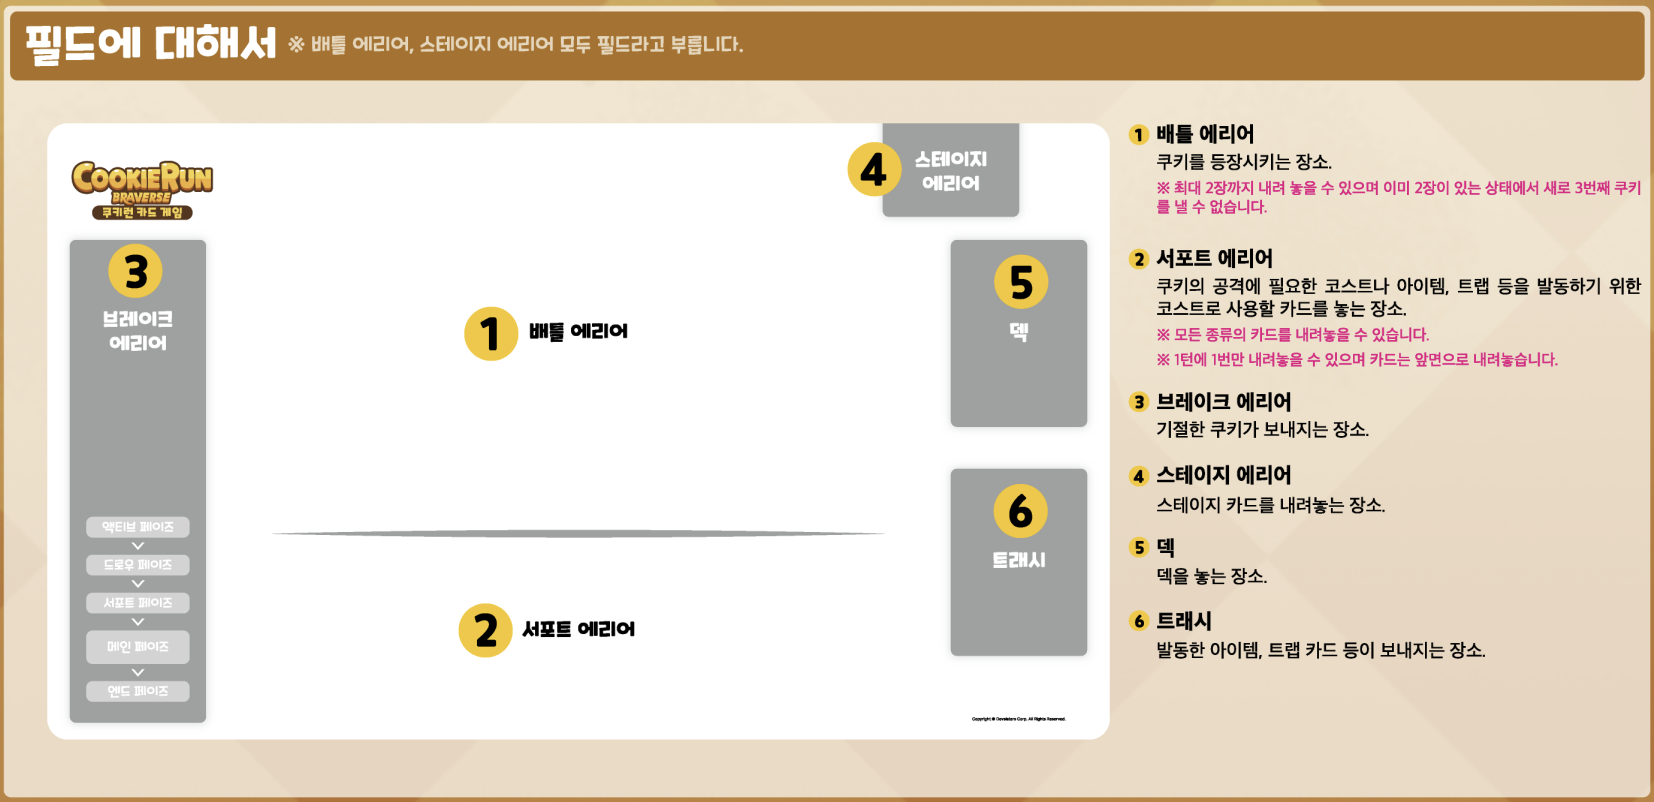 필드에 대해서 ※ 배틀 에리어, 스테이지 에리어 모두 필드라고 부릅니다.
COOKIERUN
BRAVERSE
쿠키런 카드 게임
4 스테이지
에리어
3
브레이크
에리어
1 배틀 에리어
5
덱
6
트래시
액티브 페이즈
드로우 페이즈
서포트 페이즈
메인 페이즈
엔드 페이즈
2 서포트 에리어
Copyright © Devsisters Corp. All Rights Reserved.
1 배틀 에리어
쿠키를 등장시키는 장소.
※ 최대 2장까지 내려 놓을 수 있으며 이미 2장이 있는 상태에서 새로 3번째 쿠키
를 낼 수 없습니다.
2 서포트 에리어
쿠키의 공격에 필요한 코스트나 아이템, 트랩 등을 발동하기 위한
코스트로 사용할 카드를 놓는 장소.
※ 모든 종류의 카드를 내려놓을 수 있습니다.
※ 1턴에 1번만 내려놓을 수 있으며 카드는 앞면으로 내려놓습니다.
3 브레이크 에리어
기절한 쿠키가 보내지는 장소.
4 스테이지 에리어
스테이지 카드를 내려놓는 장소.
5 덱
덱을 놓는 장소.
6 트래시
발동한 아이템, 트랩 카드 등이 보내지는 장소.